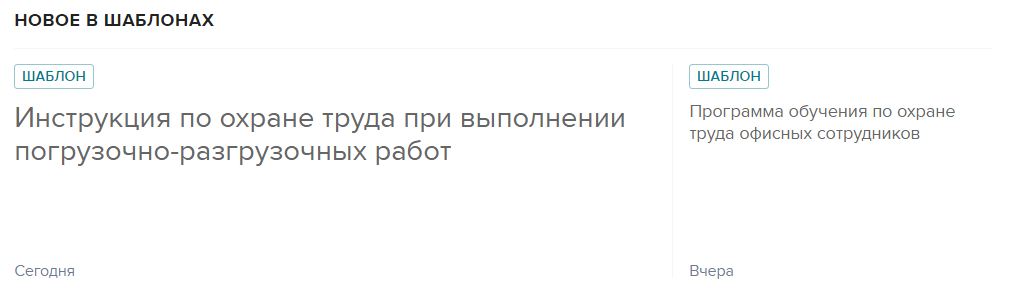 НОВОЕ В ШАБЛОНАХ
ШАБЛОН
Инструкция по охране труда при выполнении
погрузочно-разгрузочных работ
Сегодня
ШАБЛОН
Программа обучения по охране
труда офисных сотрудников
Вчера